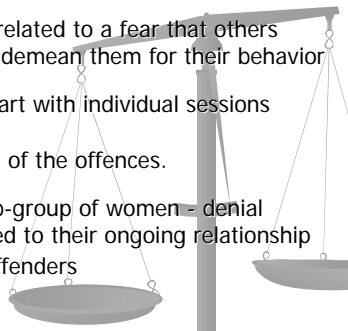 related to a fear that others
demean them for their behavior
art with individual sessions
of the offences.
o-group of women - denial
ed to their ongoing relationship
ffenders